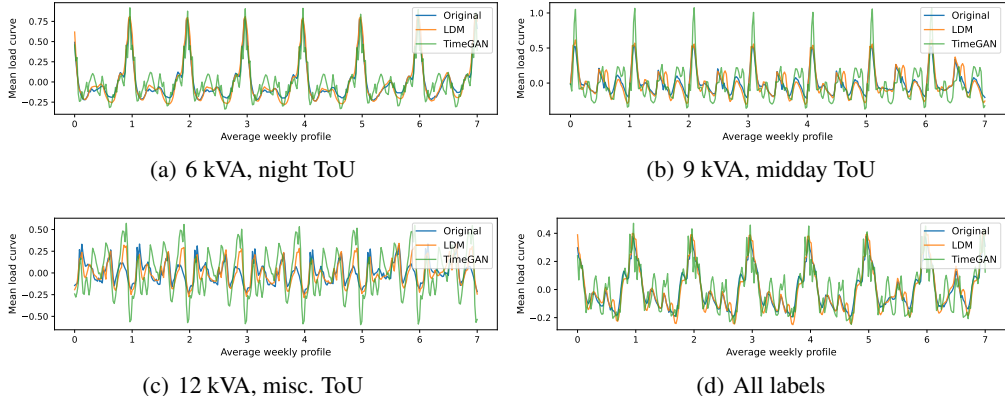 0.75
0.50
0.25
0.00
−0.25
Mean load curve
Original
LDM
TimeGAN
0 1 2 3 4 5 6 7
Average weekly profile
(a) 6 kVA, night ToU
1.0
0.5
0.0
Mean load curve
Original
LDM
TimeGAN
0 1 2 3 4 5 6 7
Average weekly profile
(b) 9 kVA, midday ToU
0.50
0.25
0.00
−0.25
−0.50
Mean load curve
Original
LDM
TimeGAN
0 1 2 3 4 5 6 7
Average weekly profile
(c) 12 kVA, misc. ToU
0.4
0.2
0.0
−0.2
Mean load curve
Original
LDM
TimeGAN
0 1 2 3 4 5 6 7
Average weekly profile
(d) All labels